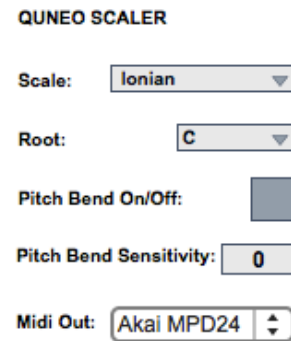 QUNEO SCALER
Scale: Ionian
Root: C
Pitch Bend On/Off:
Pitch Bend Sensitivity: 0
Midi Out: Akai MPD24